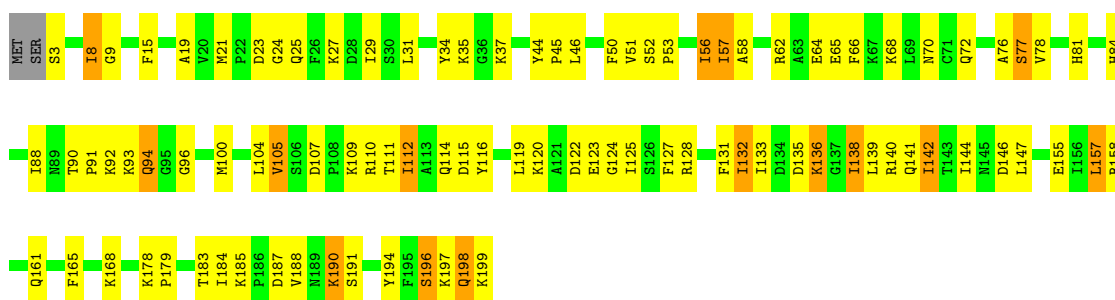 MET SER S3 I8 G9 F15 A19 V20 M21 P22 D23 G24 Q25 F26 K27 D28 I29 S30 L31 Y34 K35 G36 K37 Y44 P45 L46 F50 V51 S52 P53 I56 I57 A58 R62 A63 E64 E65 F66 K67 K68 L69 N70 C71 Q72 A76 S77 V78 H81
I88 N89 T90 P91 K92 K93 Q94 G95 G96 M100 L104 V105 S106 D107 P108 K109 R110 T111 I112 A113 Q114 D115 Y116 L119 K120 A121 D122 E123 G124 I125 S126 F127 R128 F131 I132 I133 D134 D135 K136 G137 I138 L139 R140 Q141 I142 T143 I144 N145 D146 L147 E155 I156 L157 R158
Q161 F165 K168 K178 P179 T183 I184 K185 P186 D187 V188 N189 K190 S191 Y194 F195 S196 K197 Q198 K199